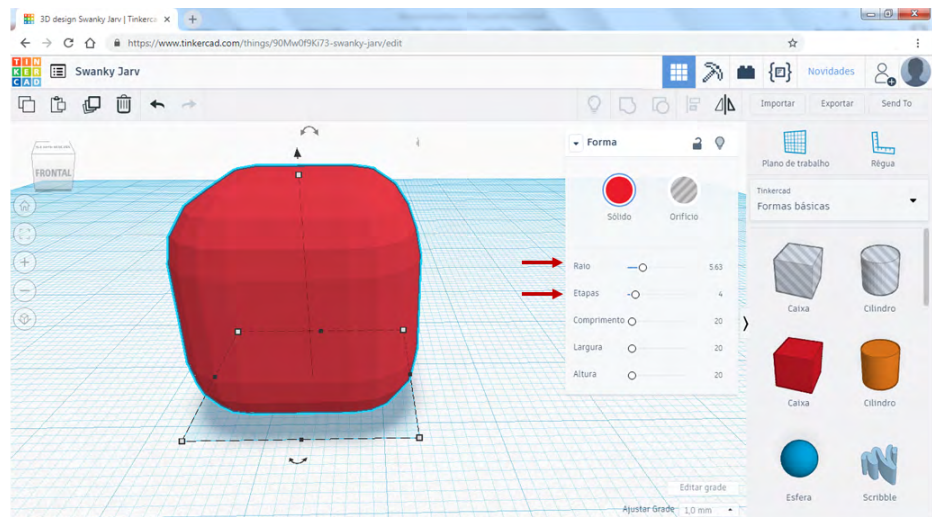 3D design Swanky Jarv | Tinkerca
https://www.tinkercad.com/things/90Mw0f9Ki73-swanky-jarv/edit
TIN
KER
CAD
Swanky Jarv
Novidades
Importar
Exportar
Send To
FRONTAL
Forma
Sólido
Orifício
Raio
5.63
Etapas
4
Comprimento
20
Largura
20
Altura
20
Plano de trabalho
Régua
Tinkercad
Formas básicas
Caixa
Cilindro
Caixa
Cilindro
Esfera
Scribble
Editar grade
Ajustar Grade
1,0 mm